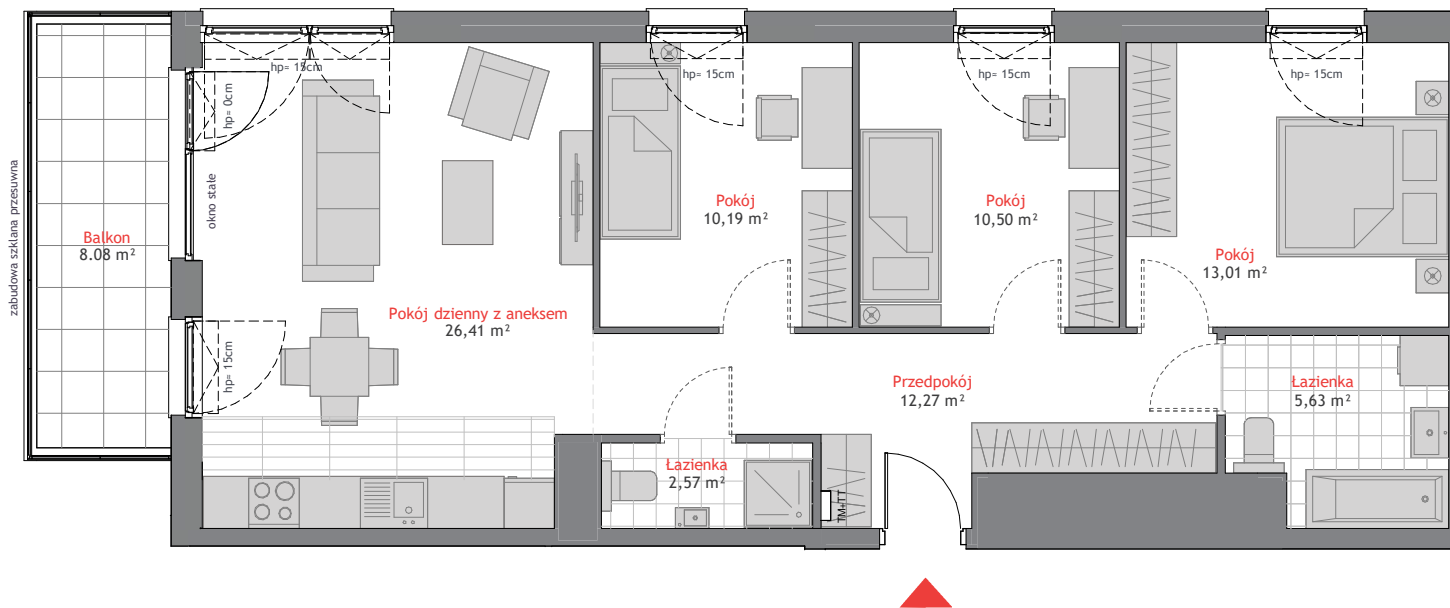 hp= 15cm
hp= 15cm
hp= 15cm
hp= 15cm
hp= 0cm
okno stałe
zabudowa szklana przesuwna
Balkon
8.08 m²
Pokój
10,19 m²
Pokój
10,50 m²
Pokój
13,01 m²
Pokój dzienny z aneksem
26,41 m²
hp= 15cm
Przedpokój
12,27 m²
Łazienka
5,63 m²
Łazienka
2,57 m²
TM+TT